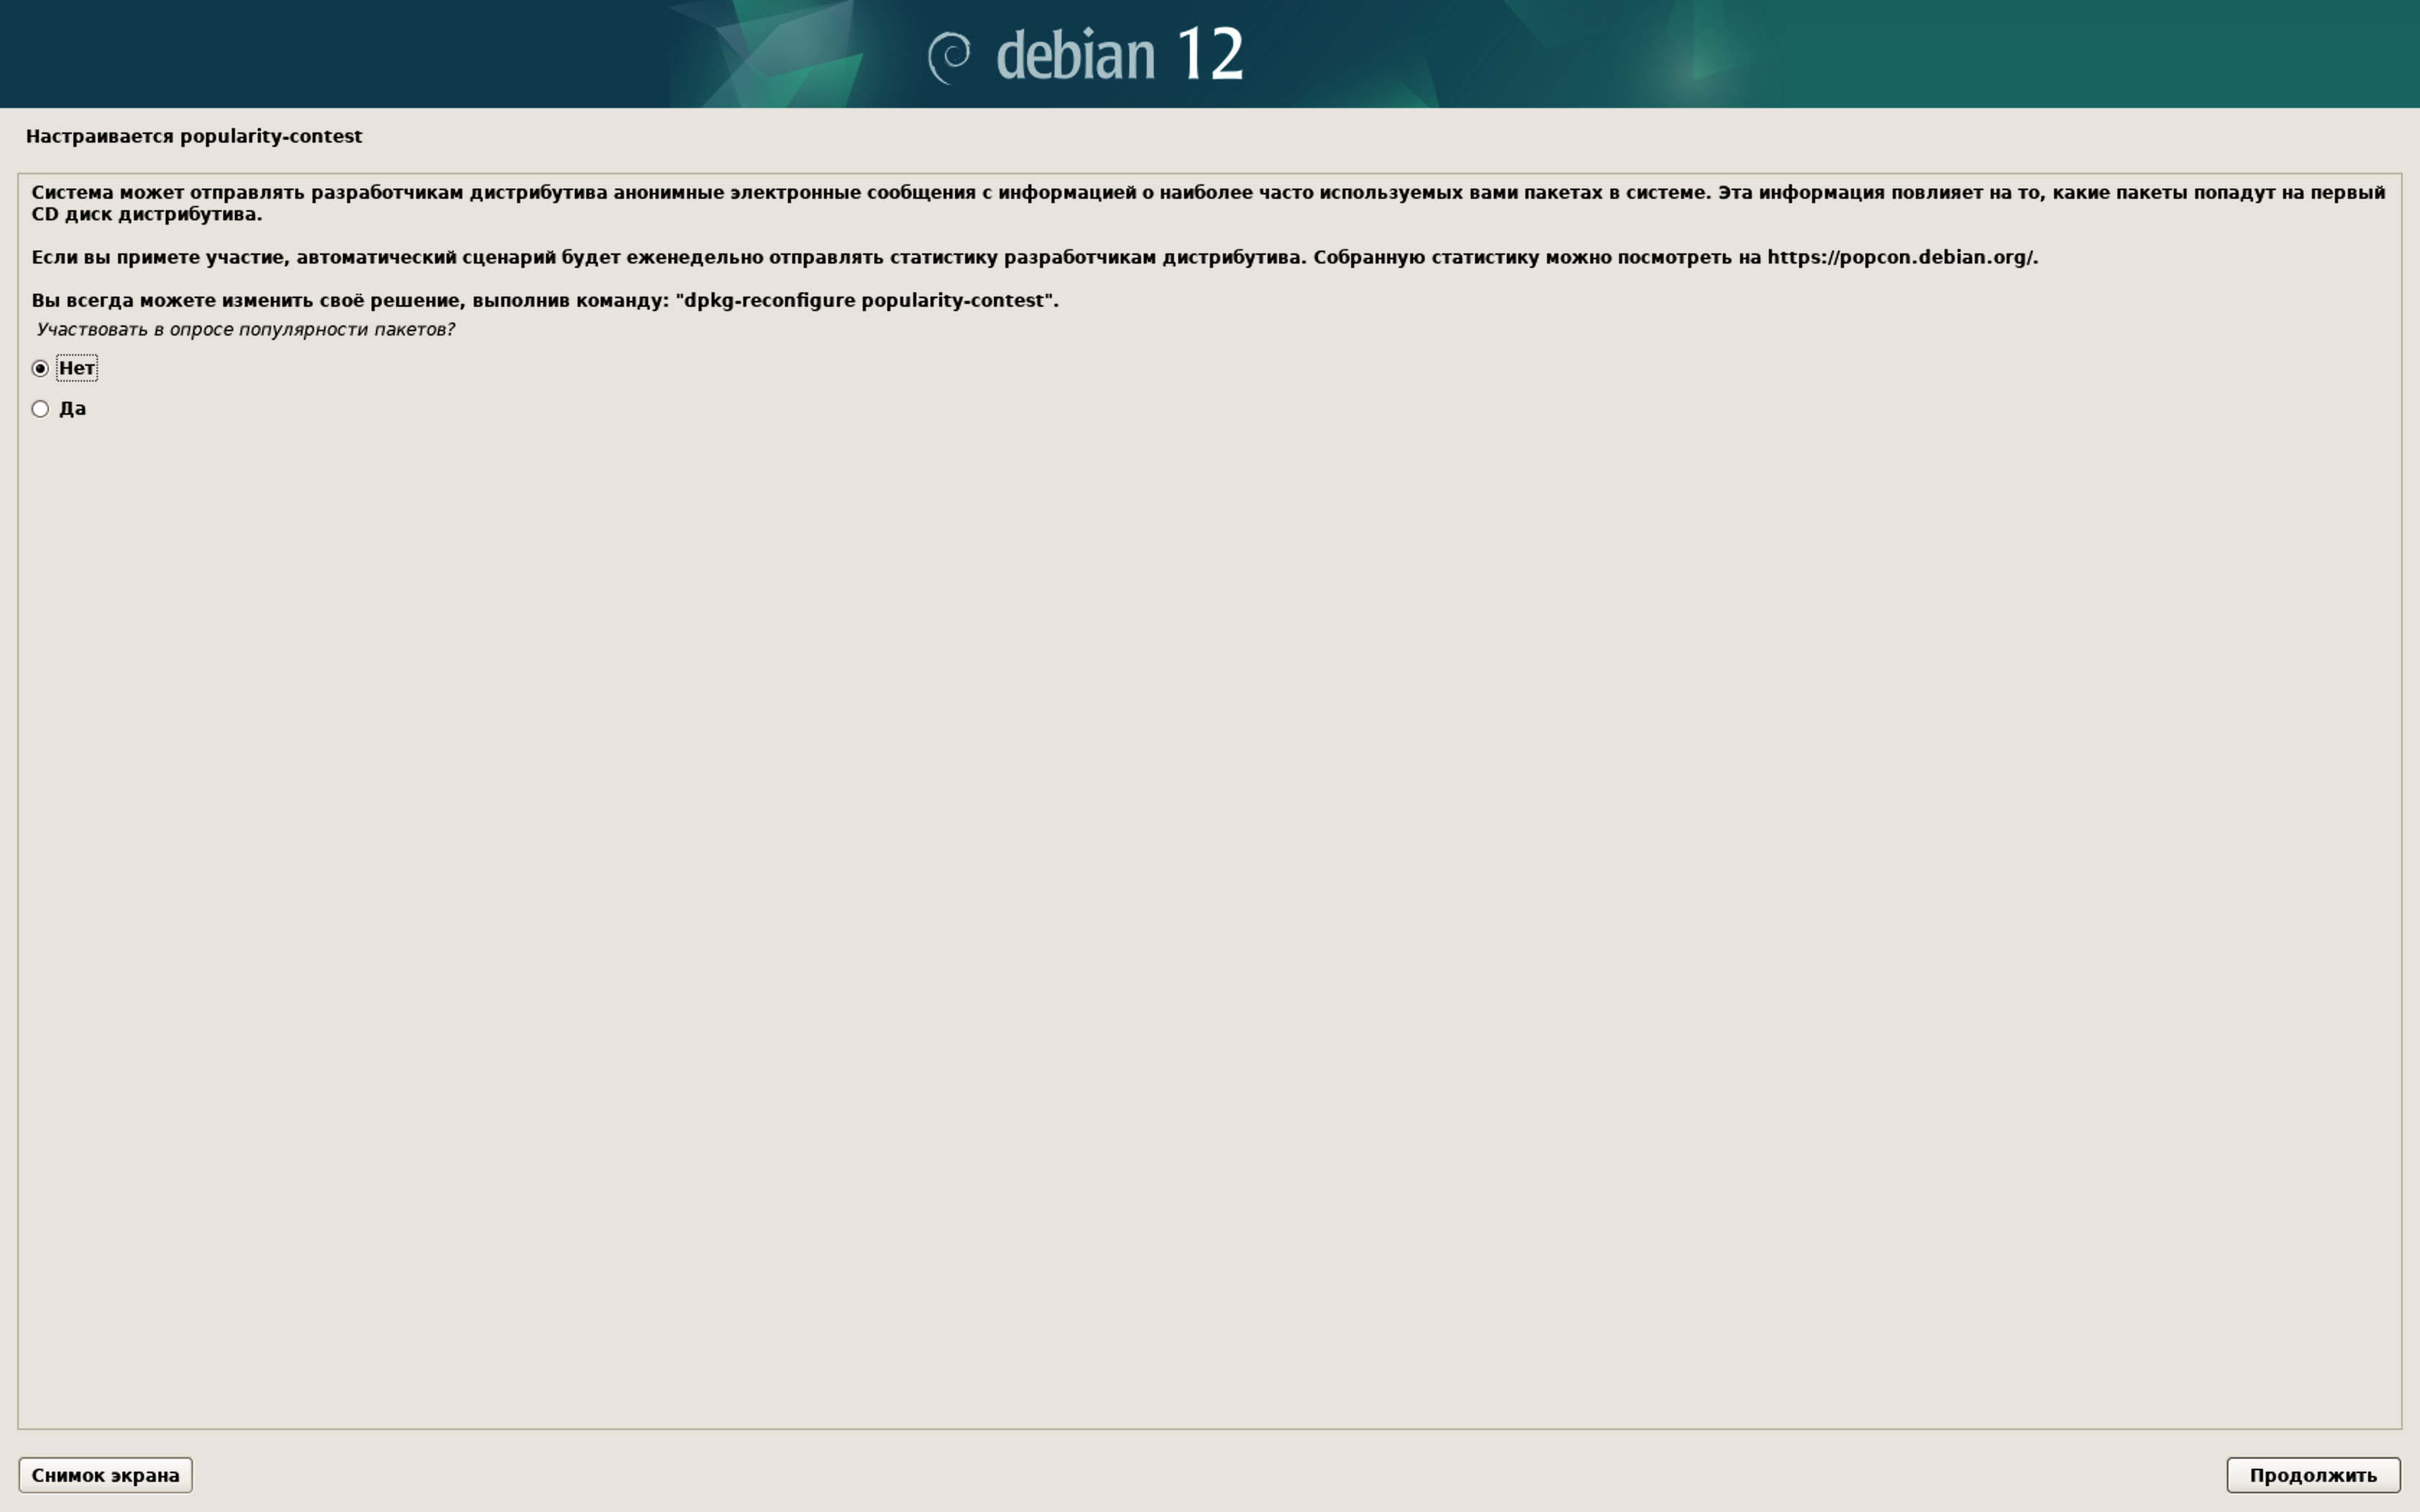 debian 12
Настраивается popularity-contest
Система может отправлять разработчикам дистрибутива анонимные электронные сообщения с информацией о наиболее часто используемых вами пакетах в системе. Эта информация повлияет на то, какие пакеты попадут на первый
CD диск дистрибутива.
Если вы примете участие, автоматический сценарий будет еженедельно отправлять статистику разработчикам дистрибутива. Собранную статистику можно посмотреть на https://popcon.debian.org/.
Вы всегда можете изменить своё решение, выполнив команду: "dpkg-reconfigure popularity-contest".
Участвовать в опросе популярности пакетов?
Нет
Да
Снимок экрана
Продолжить